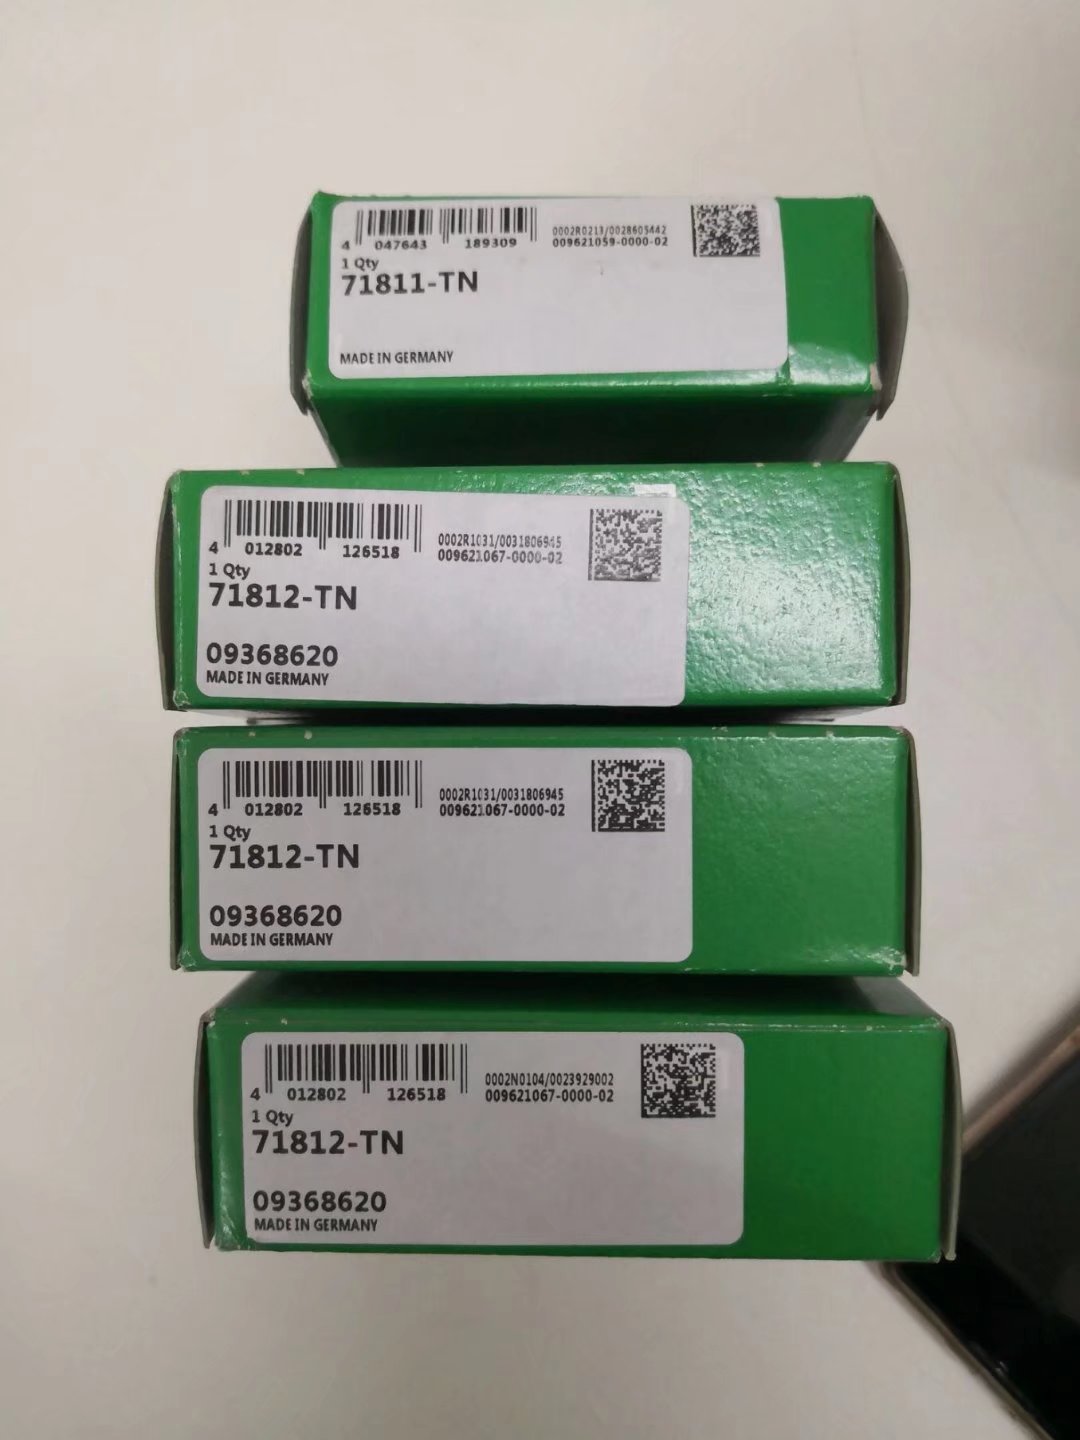 4 047643 189309
0002R0213/0028605442
009621059-0000-02
1 Qty
71811-TN
MADE IN GERMANY
4 012802 126518
0002R1031/0031806945
009621067-0000-02
1 Qty
71812-TN
09368620
MADE IN GERMANY
4 012802 126518
0002R1031/0031806945
009621067-0000-02
1 Qty
71812-TN
09368620
MADE IN GERMANY
4 012802 126518
0002N0104/0023929002
009621067-0000-02
1 Qty
71812-TN
09368620
MADE IN GERMANY